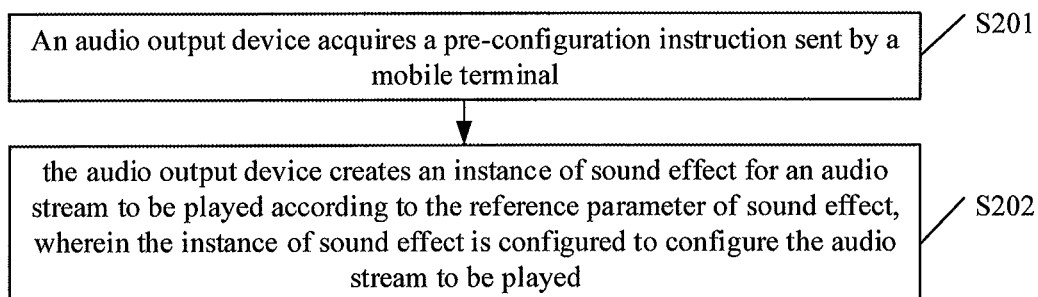 An audio output device acquires a pre-configuration instruction sent by a
mobile terminal
S201
the audio output device creates an instance of sound effect for an audio
stream to be played according to the reference parameter of sound effect,
wherein the instance of sound effect is configured to configure the audio
stream to be played
S202